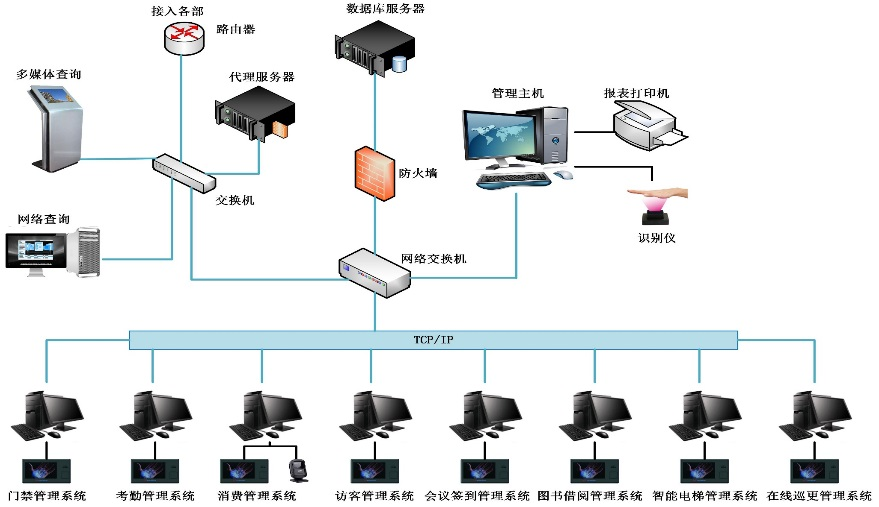 接入各部
路由器
数据库服务器
多媒体查询
代理服务器
管理主机
报表打印机
防火墙
交换机
网络查询
识别仪
网络交换机
TCP/IP
门禁管理系统
考勤管理系统
消费管理系统
访客管理系统
会议签到管理系统
图书借阅管理系统
智能电梯管理系统
在线巡更管理系统